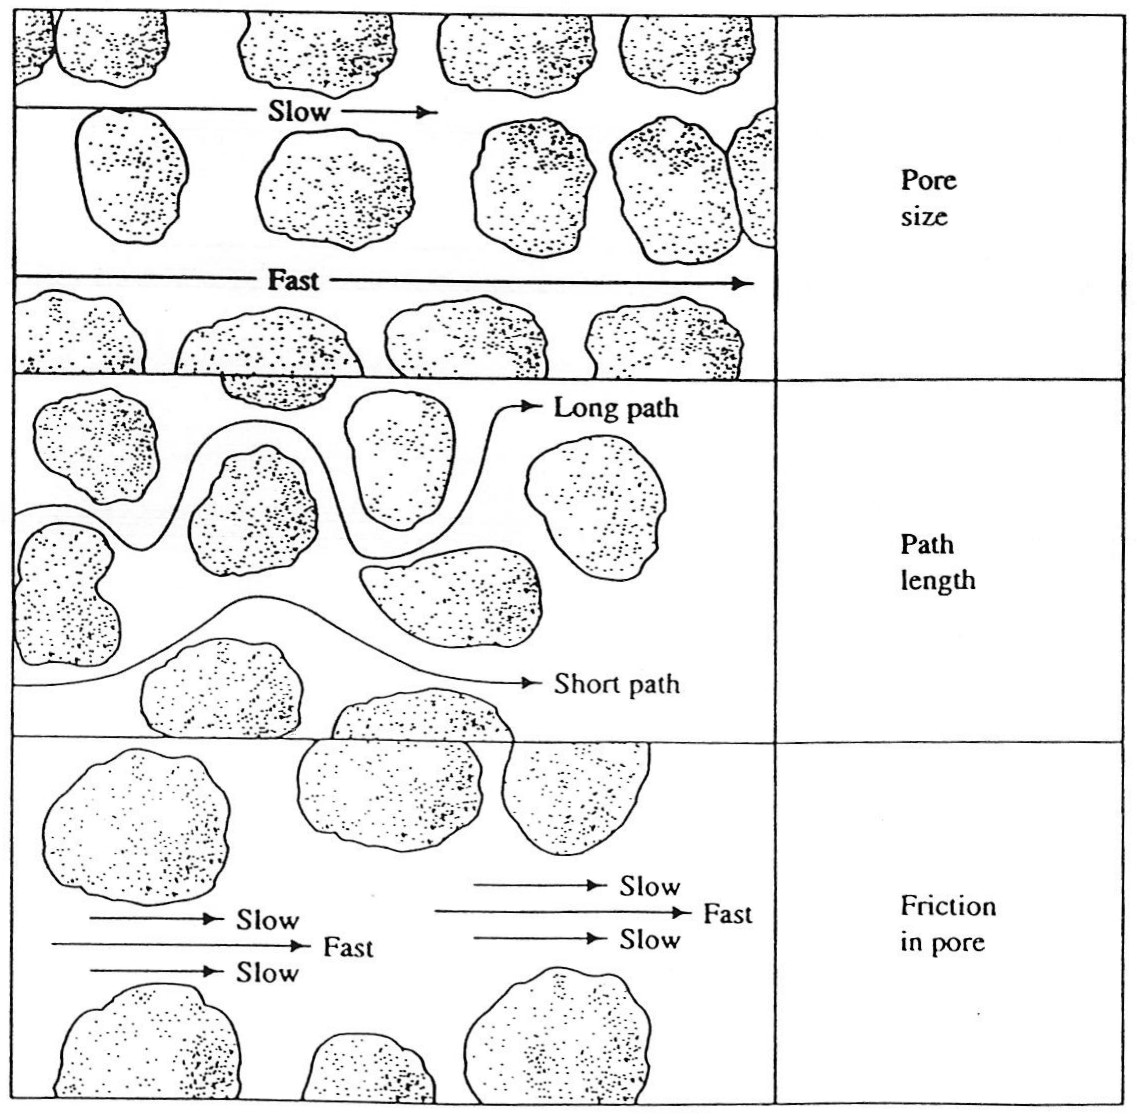 Slow
Fast
Pore
size
Long path
Short path
Path
length
Slow
Fast
Slow
Slow
Fast
Slow
Friction
in pore